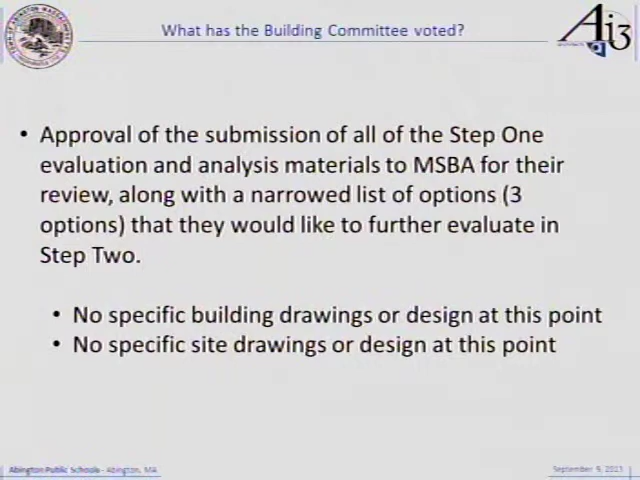 What has the Building Committee voted?
Ai3
• Approval of the submission of all of the Step One
evaluation and analysis materials to MSBA for their
review, along with a narrowed list of options (3
options) that they would like to further evaluate in
Step Two.
• No specific building drawings or design at this point
• No specific site drawings or design at this point
Abington Public Schools - Abington, MA
September 9, 2013